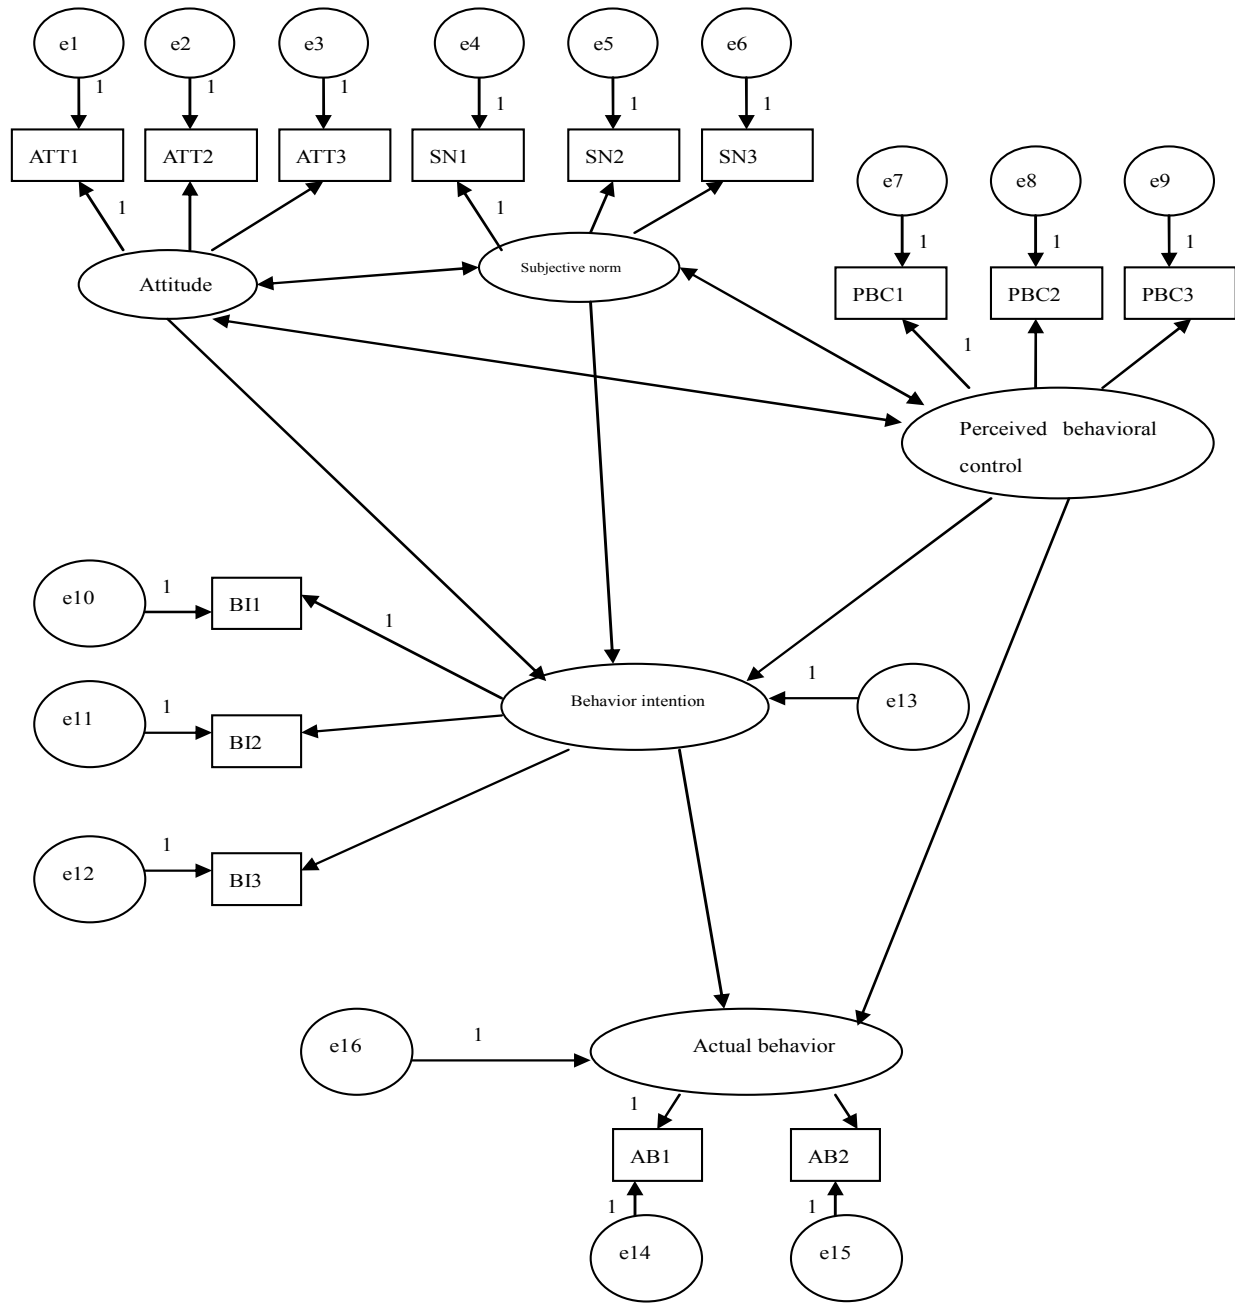 e1
e2
e3
e4
e5
e6
1
1
1
1
1
1
ATT1
ATT2
ATT3
SN1
SN2
SN3
e7
e8
e9
1
1
1
1
1
Attitude
Subjective norm
PBC1
PBC2
PBC3
1
Perceived behavioral
control
e10
1
BI1
1
e11
1
BI2
Behavior intention
1
e13
e12
1
BI3
e16
1
Actual behavior
1
AB1
AB2
1
1
e14
e15